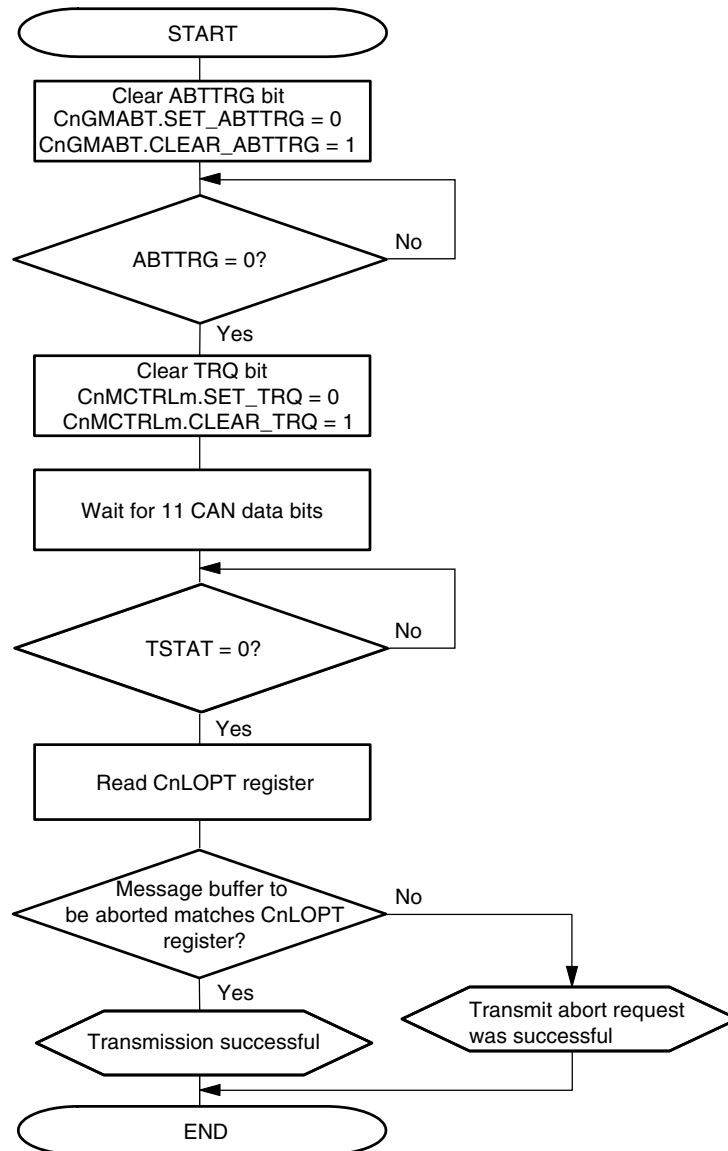 START
Clear ABTTRG bit
CnGMABT.SET_ABTTRG = 0
CnGMABT.CLEAR_ABTTRG = 1
No
ABTTRG = 0?
Yes
Clear TRQ bit
CnMCTRLm.SET_TRQ = 0
CnMCTRLm.CLEAR_TRQ = 1
Wait for 11 CAN data bits
No
TSTAT = 0?
Yes
Read CnLOPT register
Message buffer to
be aborted matches CnLOPT
register?
No
Yes
Transmit abort request
was successful
Transmission successful
END